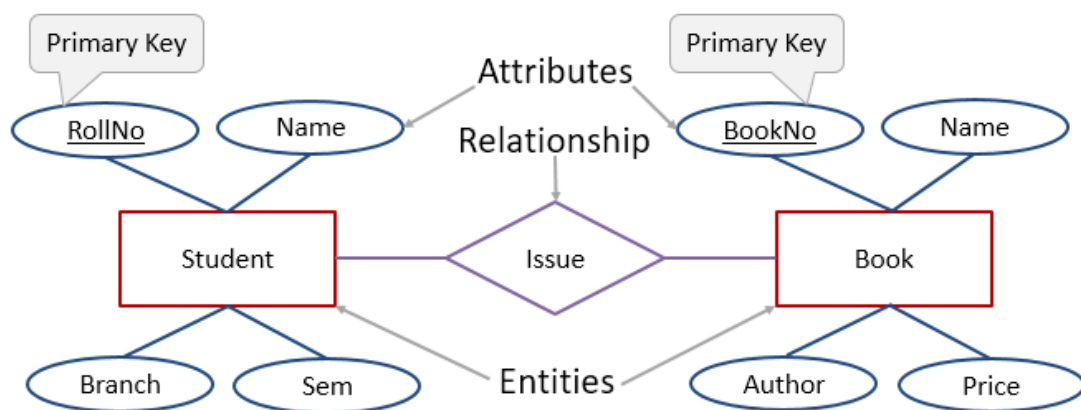 Primary Key
Primary Key
Attributes
RollNo
Name
BookNo
Name
Relationship
Student
Issue
Book
Branch
Sem
Entities
Author
Price